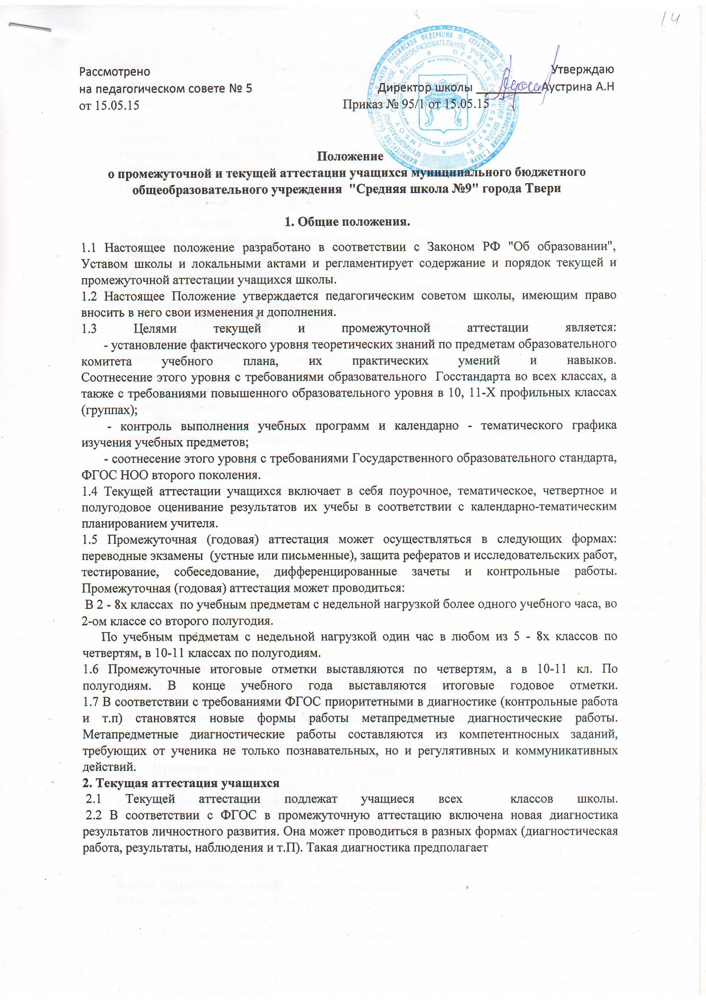 14
Рассмотрено
Утверждаю
на педагогическом совете № 5
Директор школы __________Аустрина А.Н
от 15.05.15
Приказ № 95/1 от 15.05.15
Положение
о промежуточной и текущей аттестации учащихся муницинального бюджетного
общеобразовательного учреждения "Средняя школа №9" города Твери
1. Общие положения.
1.1 Настоящее положение разработано в соответствии с Законом РФ "Об образовании",
Уставом школы и локальными актами и регламентирует содержание и порядок текущей и
промежуточной аттестации учащихся школы.
1.2 Настоящее Положение утверждается педагогическим советом школы, имеющим право
вносить в него свои изменения и дополнения.
1.3 Целями текущей и промежуточной аттестации является:
- установление фактического уровня теоретических знаний по предметам образовательного
комитета учебного плана, их практических умений и навыков.
Соотнесение этого уровня с требованиями образовательного Госстандарта во всех классах, а
также с требованиями повышенного образовательного уровня в 10, 11-Х профильных классах
(группах);
- контроль выполнения учебных программ и календарно - тематического графика
изучения учебных предметов;
- соотнесение этого уровня с требованиями Государственного образовательного стандарта,
ФГОС НОО второго поколения.
1.4 Текущей аттестации учащихся включает в себя поурочное, тематическое, четвертное и
полугодовое оценивание результатов их учебы в соответствии с календарно-тематическим
планированием учителя.
1.5 Промежуточная (годовая) аттестация может осуществляться в следующих формах:
переводные экзамены (устные или письменные), защита рефератов и исследовательских работ,
тестирование, собеседование, дифференцированные зачеты и контрольные работы.
Промежуточная (годовая) аттестация может проводиться:
В 2 - 8х классах по учебным предметам с недельной нагрузкой более одного учебного часа, во
2-ом классе со второго полугодия.
По учебным предметам с недельной нагрузкой один час в любом из 5 - 8х классов по
четвертям, в 10-11 классах по полугодиям.
1.6 Промежуточные итоговые отметки выставляются по четвертям, а в 10-11 кл. По
полугодиям. В конце учебного года выставляются итоговые годовое отметки.
1.7 В соответствии с требованиями ФГОС приоритетными в диагностике (контрольные работа
и т.п) становятся новые формы работы метапредметные диагностические работы.
Метапредметные диагностические работы составляются из компетентносных заданий,
требующих от ученика не только познавательных, но и регулятивных и коммуникативных
действий.
2. Текущая аттестация учащихся
2.1 Текущей аттестации подлежат учащиеся всех классов школы.
2.2 В соответствии с ФГОС в промежуточную аттестацию включена новая диагностика
результатов личностного развития. Она может проводиться в разных формах (диагностическая
работа, результаты, наблюдения и т.П). Такая диагностика предполагает